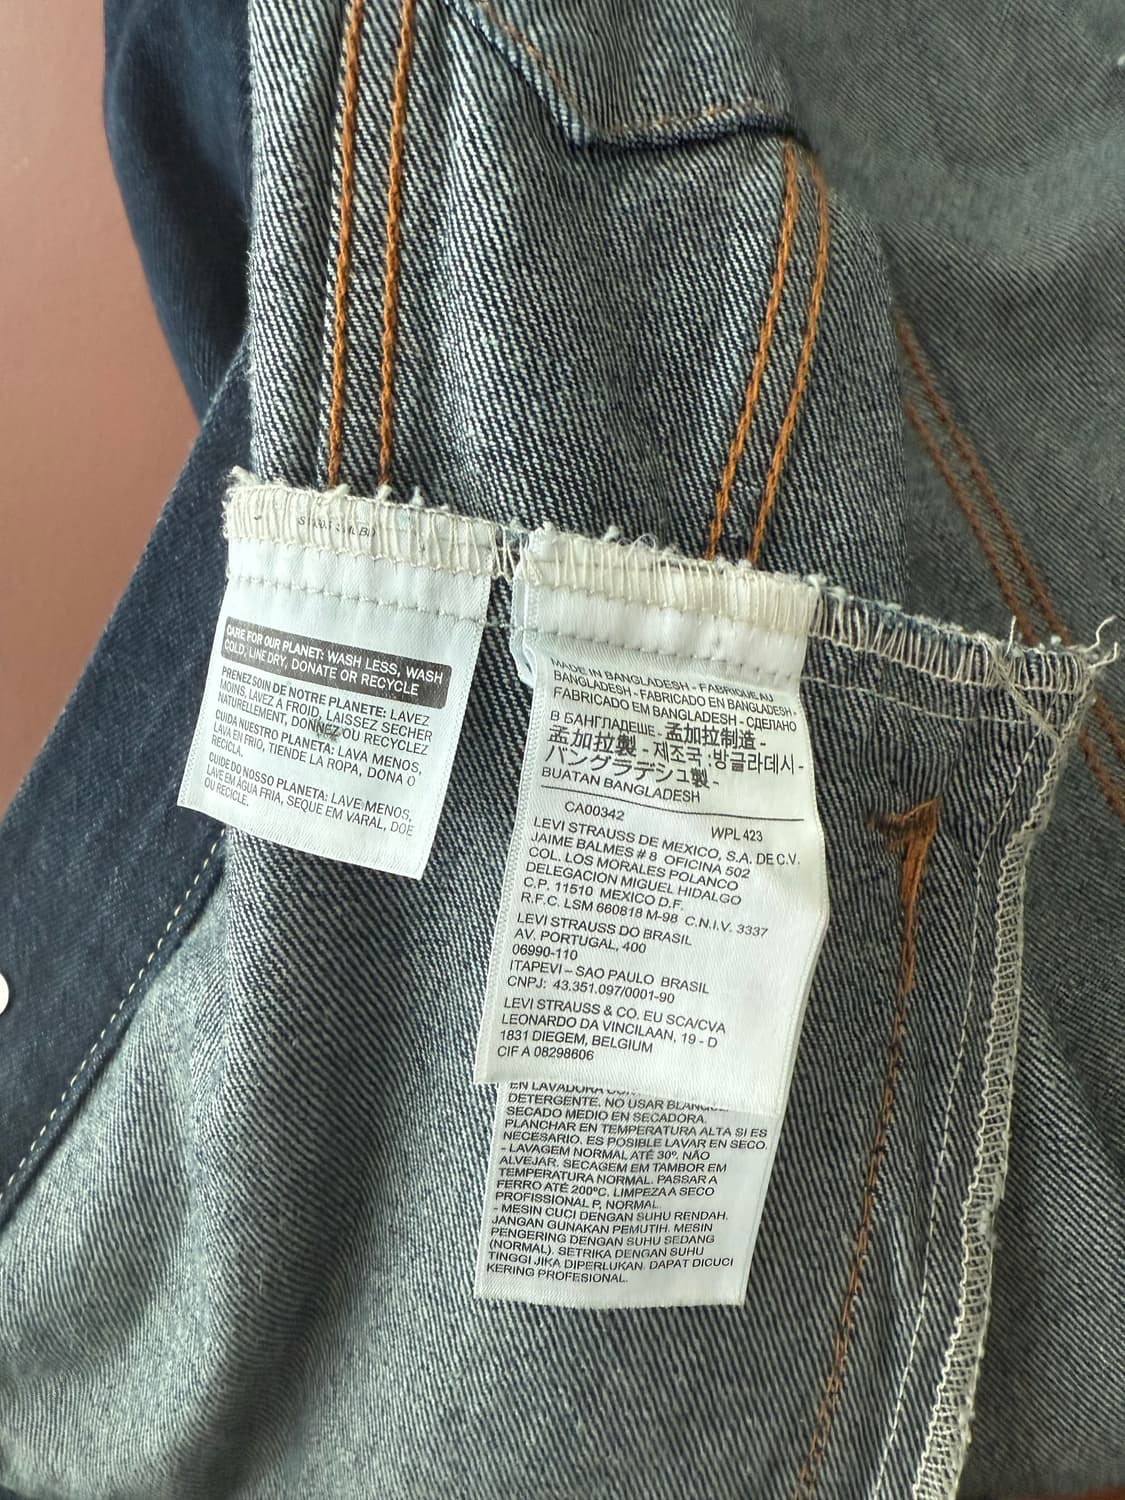 CARE FOR OUR PLANET: WASH LESS, WASH
COLD, LINE DRY, DONATE OR RECYCLE
PRENEZ SOIN DE NOTRE PLANETE: LAVEZ
MOINS, LAVEZ À FROID, LAISSEZ SECHER
NATURELLEMENT, DONNEZ OU RECYCLEZ
CUIDA NUESTRO PLANETA: LAVA MENOS,
LAVA EN FRIO, TIENDE LA ROPA, DONA O
RECICLA.
CUIDE DO NOSSO PLANETA: LAVE MENOS,
LAVE EM ÁGUA FRIA, SEQUE EM VARAL, DOE
OU RECICLE.
MADE IN BANGLADESH - FABRIQUE AU
BANGLADESH - FABRICADO EN BANGLADESH -
FABRICADO EM BANGLADESH - СДЕЛАНО
В БАНГЛАДЕШЕ - 孟加拉制造 -
孟加拉製 - 제조국 : 방글라데시 -
バングラデシュ製 -
BUATAN BANGLADESH
CA00342 WPL 423
LEVI STRAUSS DE MEXICO, S.A. DE C.V.
JAIME BALMES # 8 OFICINA 502
COL. LOS MORALES POLANCO
DELEGACION MIGUEL HIDALGO
C.P. 11510 MEXICO D.F.
R.F.C. LSM 660818 M-98 C.N.I.V. 3337
LEVI STRAUSS DO BRASIL
AV. PORTUGAL, 400
06990-110
ITAPEVI – SAO PAULO BRASIL
CNPJ: 43.351.097/0001-90
LEVI STRAUSS & CO. EU SCA/CVA
LEONARDO DA VINCILAAN, 19 - D
1831 DIEGEM, BELGIUM
CIF A 08298606
EN LAVADORA
DETERGENTE. NO USAR
SECADO MEDIO EN SECADORA.
PLANCHAR EN TEMPERATURA ALTA SI ES
NECESARIO. ES POSIBLE LAVAR EN SECO.
- LAVAGEM NORMAL ATÉ 30º. NÃO
ALVEJAR. SECAGEM EM TAMBOR EM
TEMPERATURA NORMAL. PASSAR A
FERRO ATÉ 200ºC. LIMPEZA A SECO
PROFISSIONAL P, NORMAL.
- MESIN CUCI DENGAN SUHU RENDAH.
JANGAN GUNAKAN PEMUTIH. MESIN
PENGERING DENGAN SUHU SEDANG
(NORMAL). SETRIKA DENGAN SUHU
TINGGI JIKA DIPERLUKAN. DAPAT DICUCI
KERING PROFESIONAL.